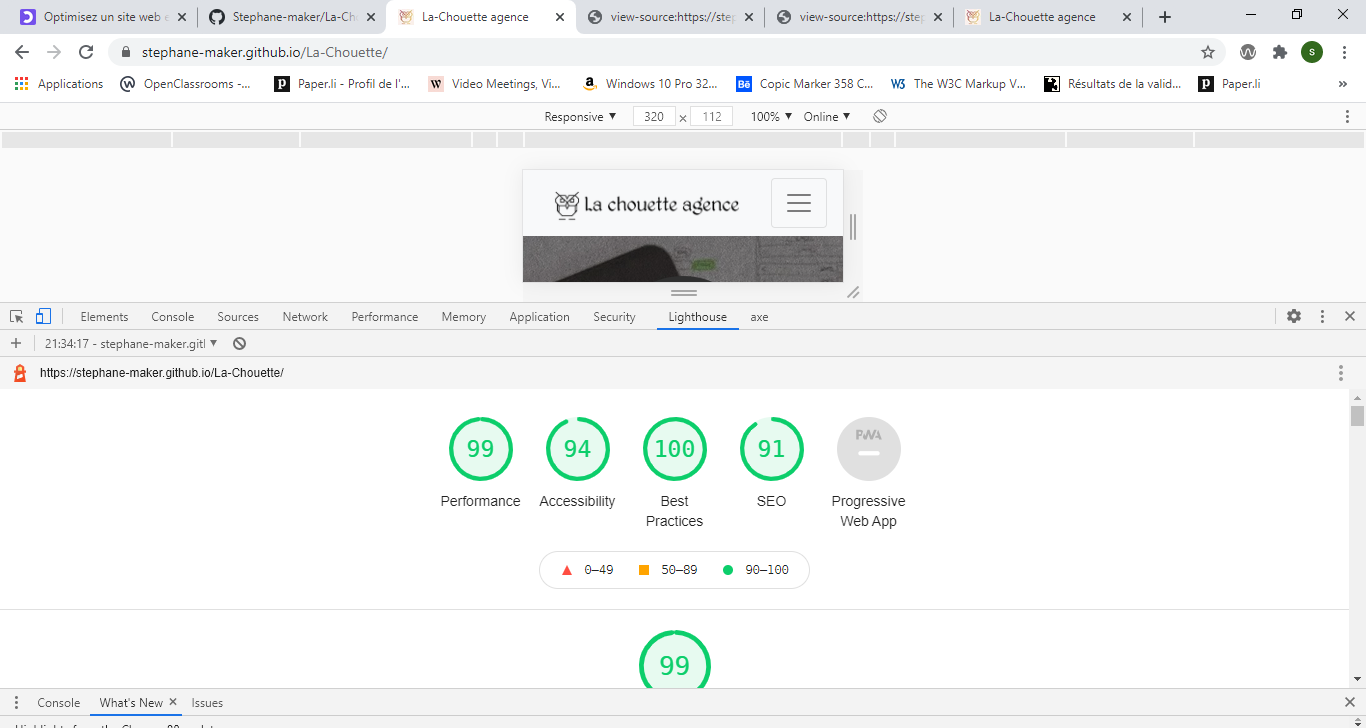 Optimisez un site web e
Stephane-maker/La-Ch
La-Chouette agence
view-source:https://step
view-source:https://step
La-Chouette agence
stephane-maker.github.io/La-Chouette/
S
Applications
OpenClassrooms -...
Paper.li - Profil de l'...
Video Meetings, Vi...
Windows 10 Pro 32...
Copic Marker 358 C...
The W3C Markup V...
Résultats de la valid...
Paper.li
»
Responsive ▼ 320 × 112 100% ▼ Online ▼
La chouette agence
Elements Console Sources Network Performance Memory Application Security Lighthouse axe
21:34:17 - stephane-maker.gitl ▼
https://stephane-maker.github.io/La-Chouette/
99 94 100 91 PWA
Performance Accessibility Best Practices SEO Progressive Web App
0–49 50–89 90–100
99
Console What's New Issues